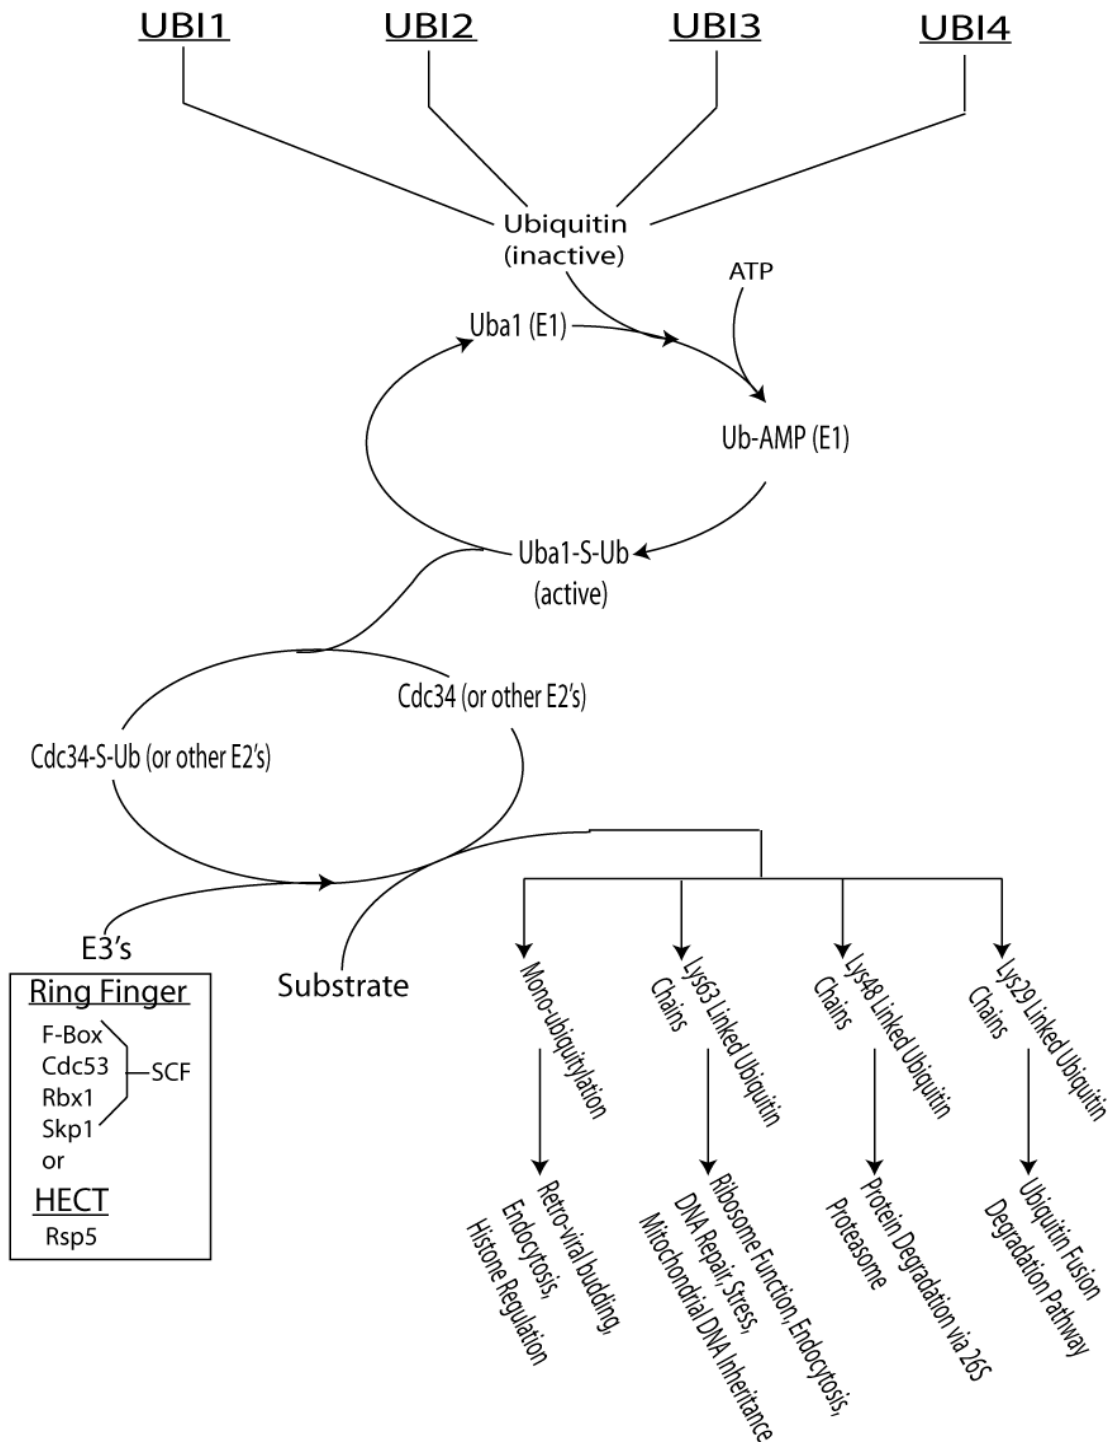 UBI1 UBI2 UBI3 UBI4
Ubiquitin
(inactive)
ATP
Uba1 (E1)
Ub-AMP (E1)
Uba1-S-Ub
(active)
Cdc34 (or other E2's)
Cdc34-S-Ub (or other E2's)
E3's
Substrate
Ring Finger
F-Box
Cdc53
SCF
Rbx1
Skp1
or
HECT
Rsp5
Mono-ubiquitylation
Lys63 Linked Ubiquitin
Chains
Lys48 Linked Ubiquitin
Chains
Lys29 Linked Ubiquitin
Chains
Retro-viral budding,
Endocytosis,
Histone Regulation
Ribosome Function, Endocytosis,
DNA Repair, Stress,
Mitochondrial DNA Inheritance
Protein Degradation via 26S
Proteasome
Ubiquitin Fusion
Degradation Pathway